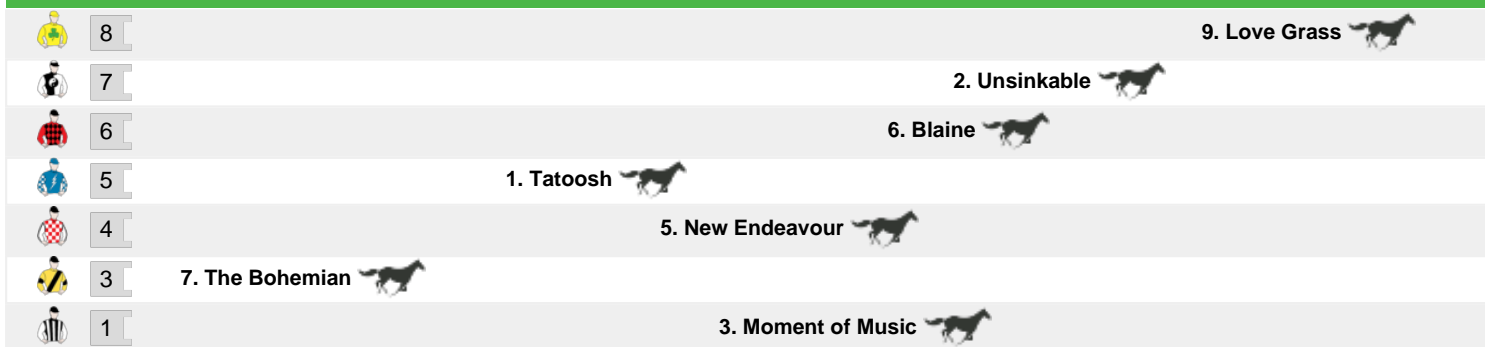 8 9. Love Grass
7 2. Unsinkable
6 6. Blaine
5 1. Tatoosh
4 5. New Endeavour
3 7. The Bohemian
1 3. Moment of Music